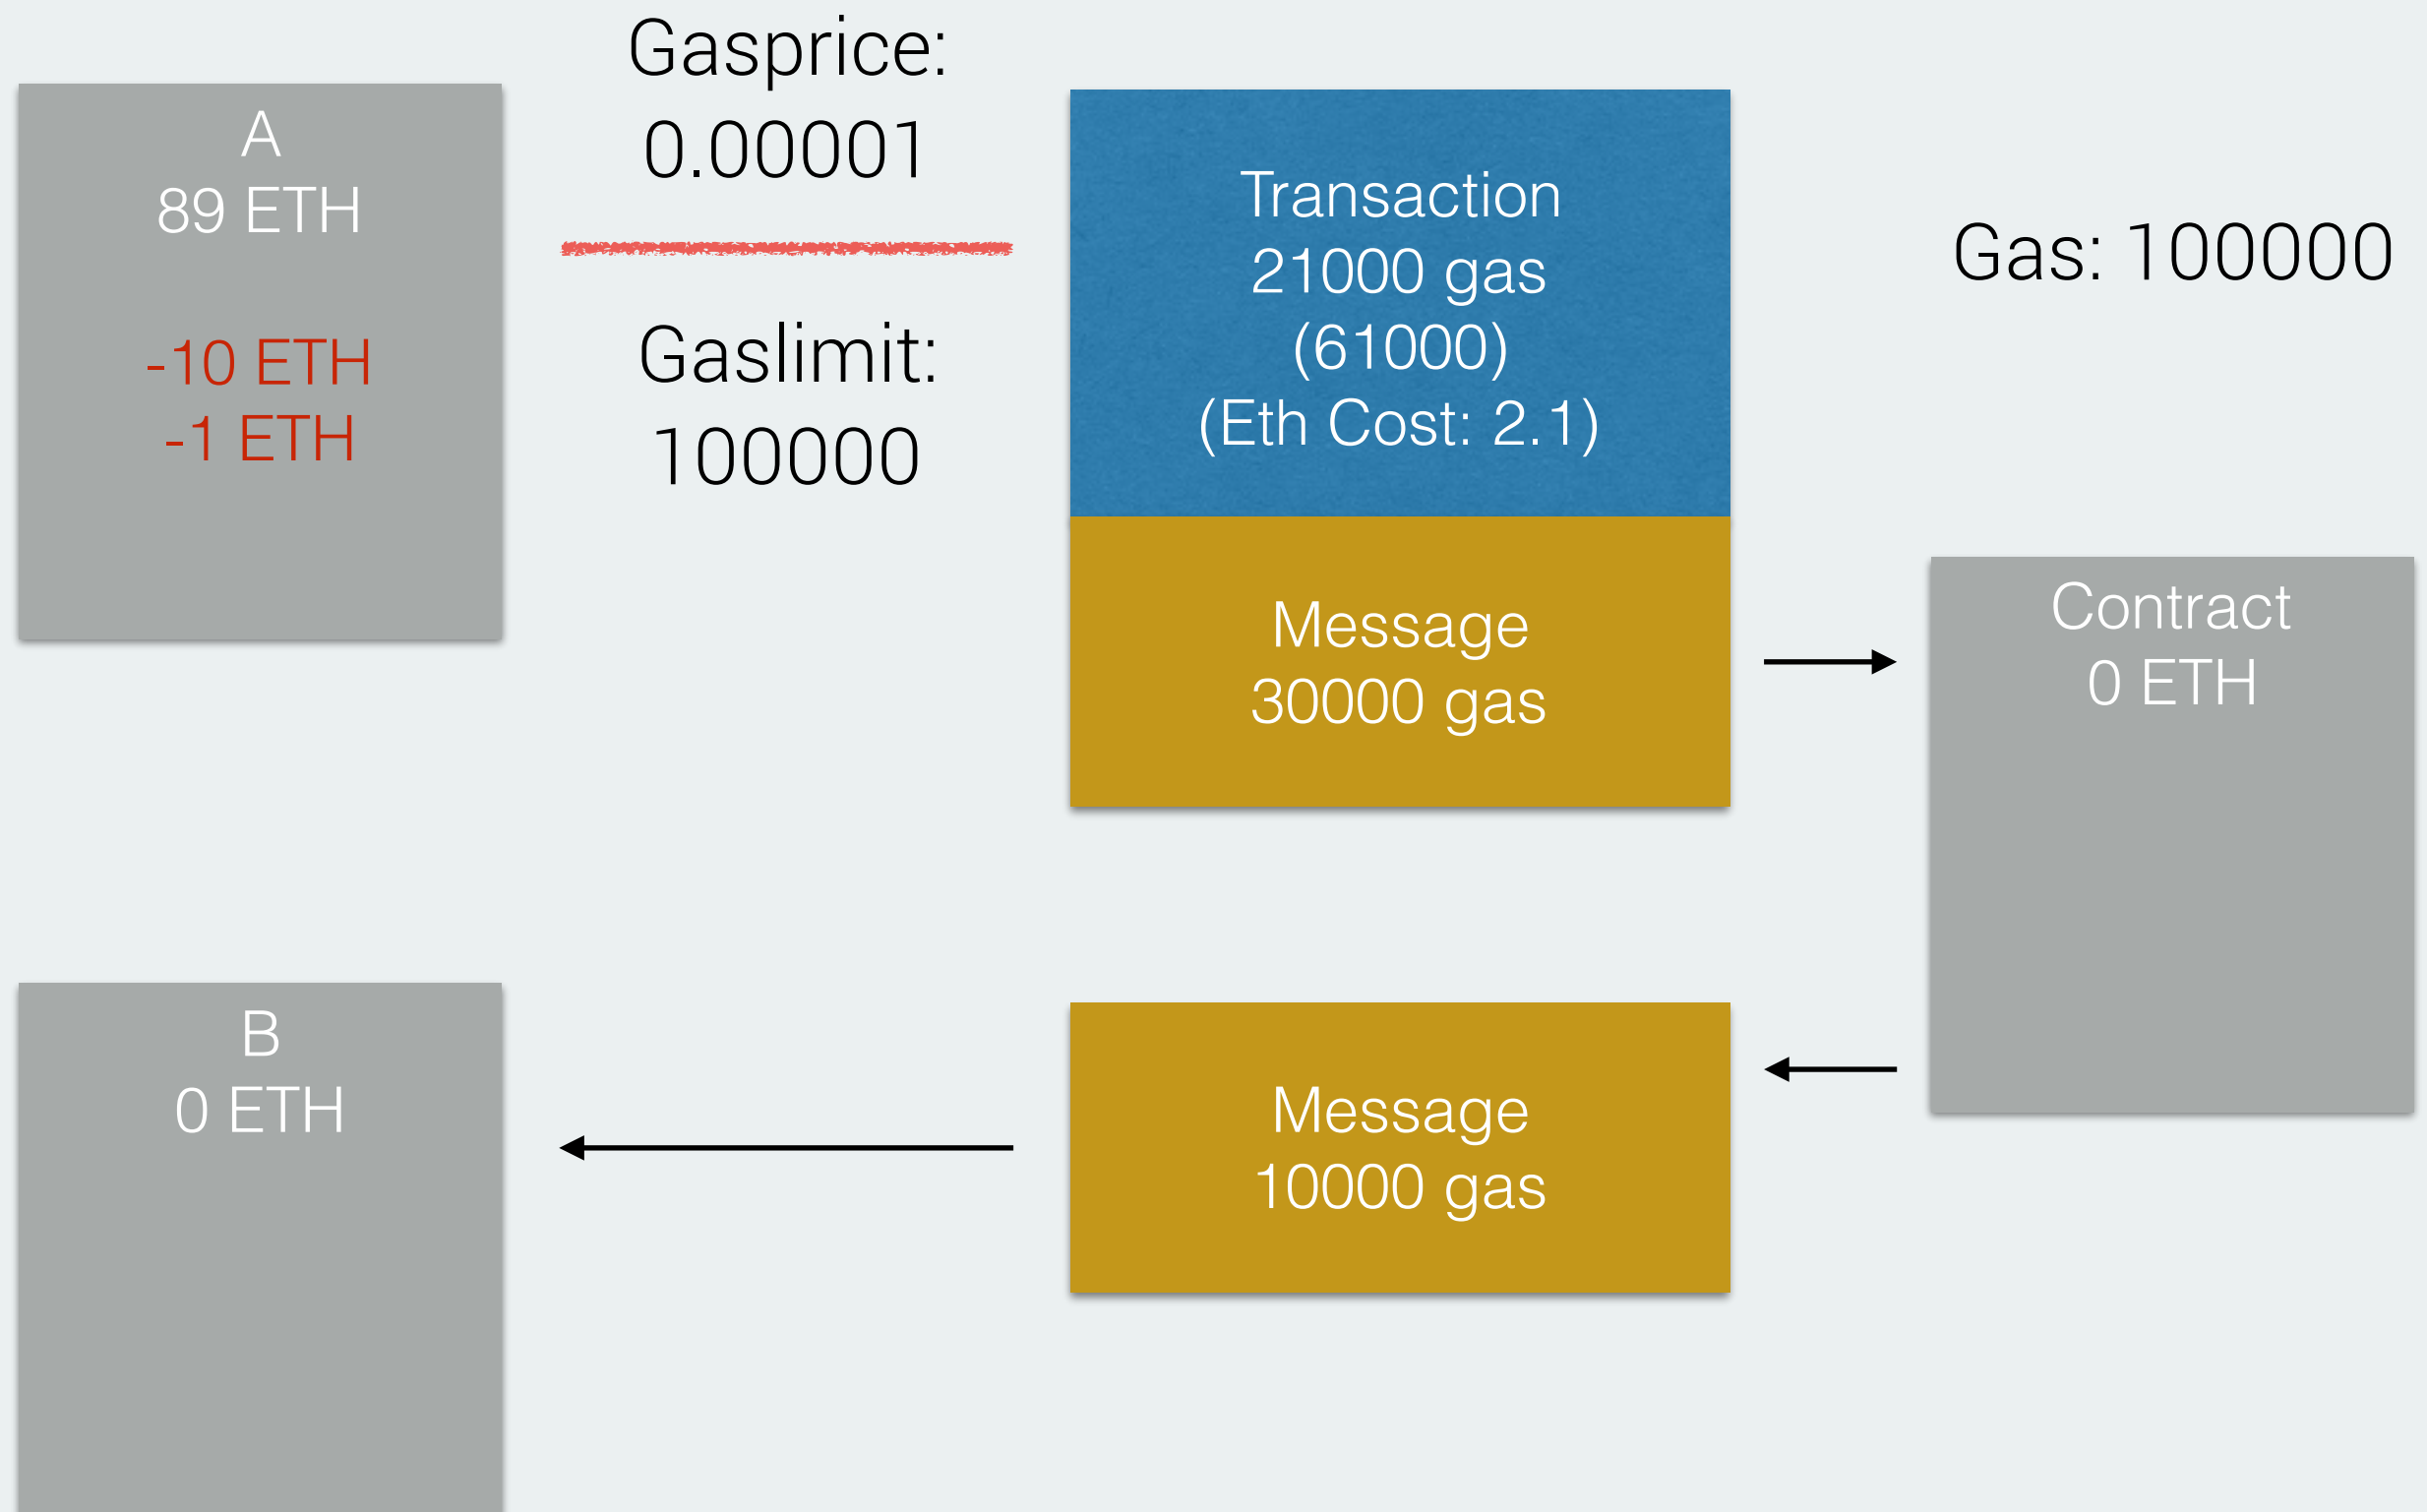 A
89 ETH
-10 ETH
-1 ETH
Gasprice:
0.00001
Gaslimit:
100000
Transaction
21000 gas
(61000)
(Eth Cost: 2.1)
Message
30000 gas
Gas: 100000
Contract
0 ETH
B
0 ETH
Message
10000 gas